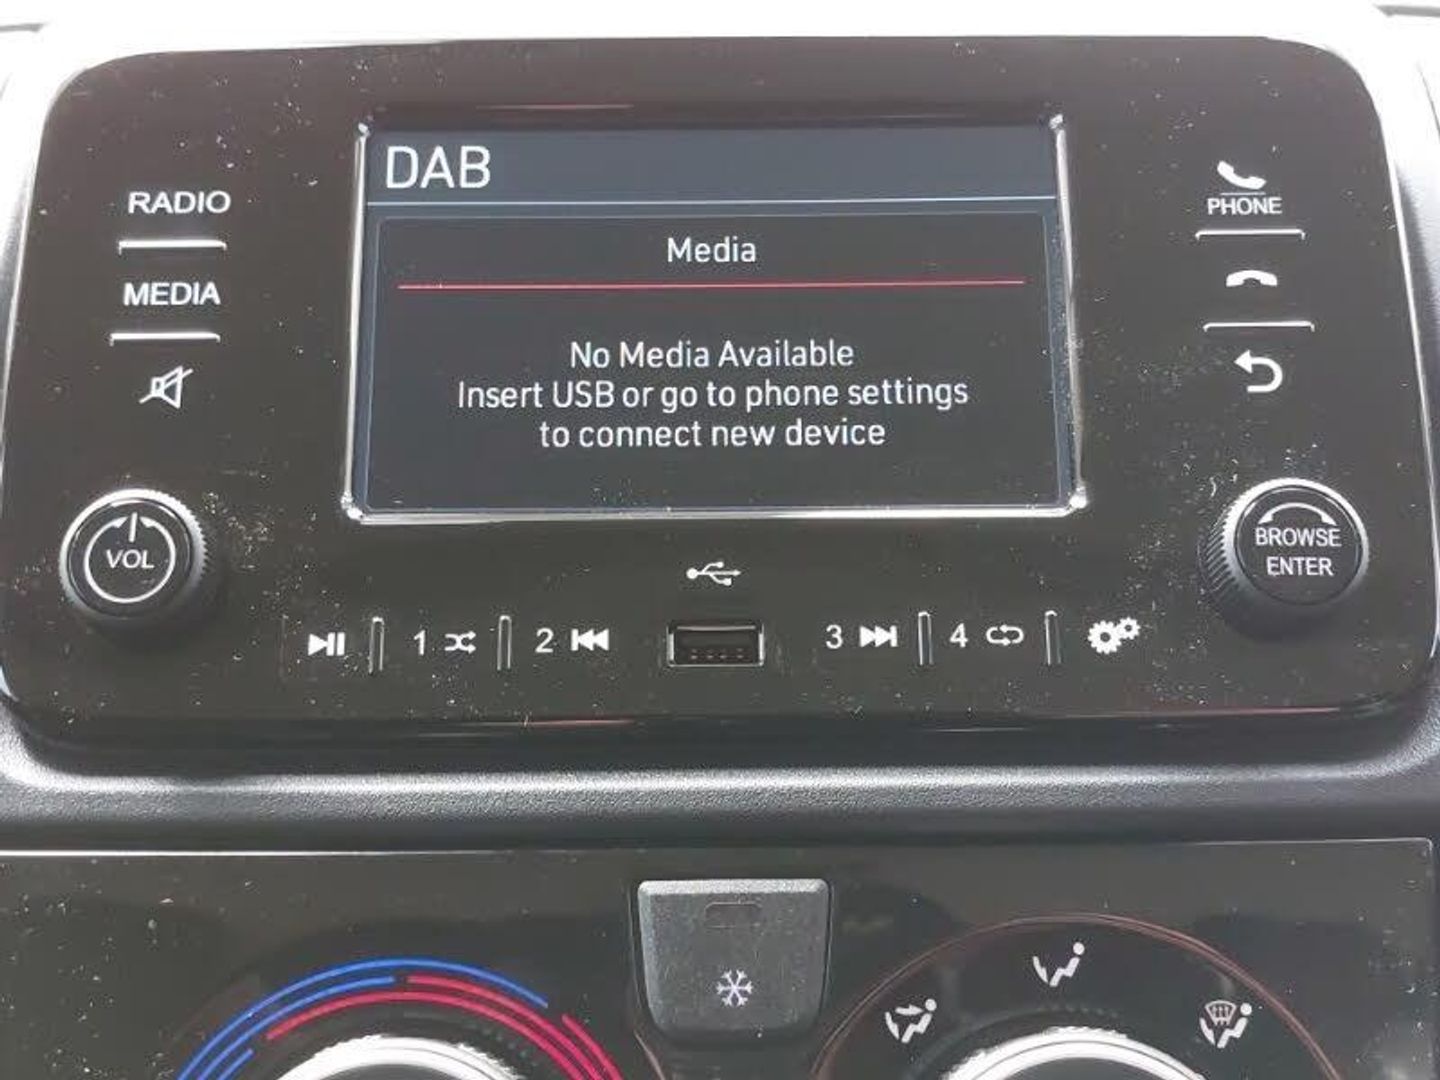 DAB
RADIO
PHONE
Media
MEDIA
No Media Available
Insert USB or go to phone settings
to connect new device
VOL
BROWSE
ENTER
1
2
3
4